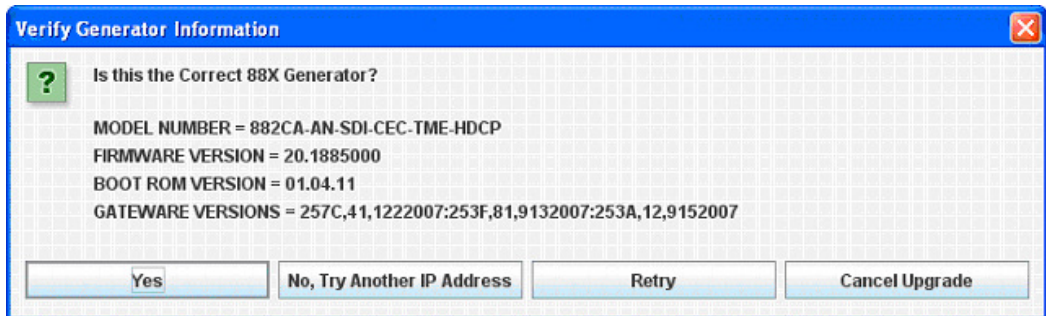 Verify Generator Information
?
Is this the Correct 88X Generator?
MODEL NUMBER = 882CA-AN-SDI-CEC-TME-HDCP
FIRMWARE VERSION = 20.1885000
BOOT ROM VERSION = 01.04.11
GATEWARE VERSIONS = 257C,41,1222007:253F,81,9132007:253A,12,9152007
Yes No, Try Another IP Address Retry Cancel Upgrade